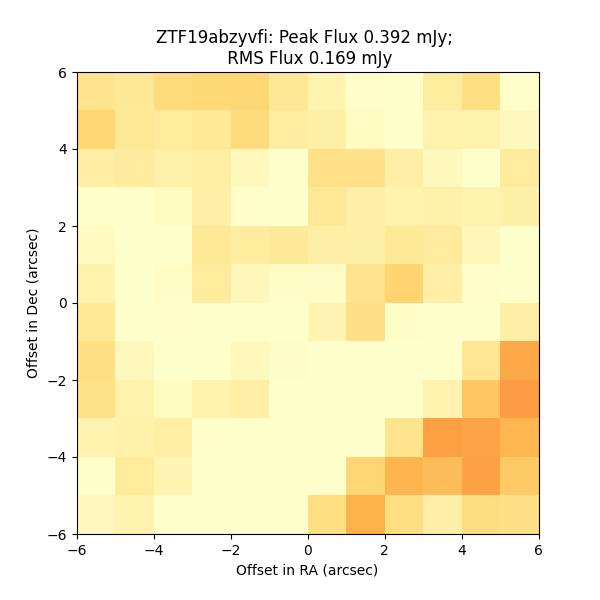 ZTF19abzyvfi: Peak Flux 0.392 mJy;
RMS Flux 0.169 mJy
6
4
2
0
−2
−4
−6
Offset in Dec (arcsec)
−6 −4 −2 0 2 4 6
Offset in RA (arcsec)